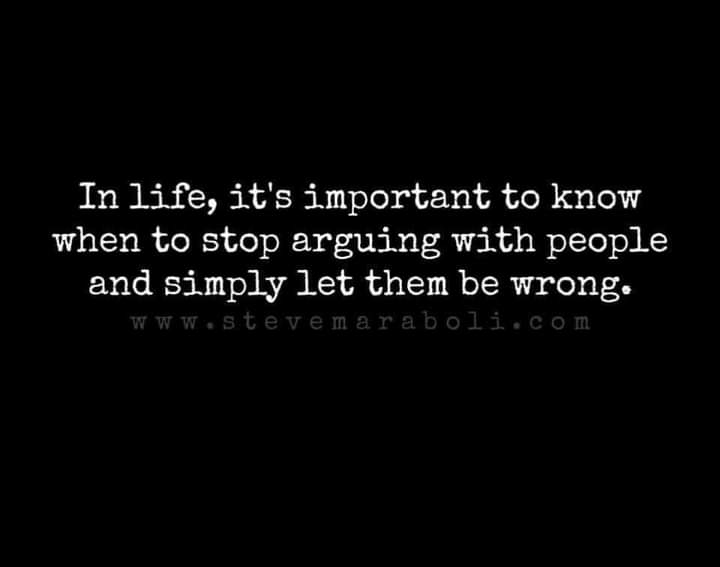 In life, it's important to know
when to stop arguing with people
and simply let them be wrong.
www.stevemaraboli.com